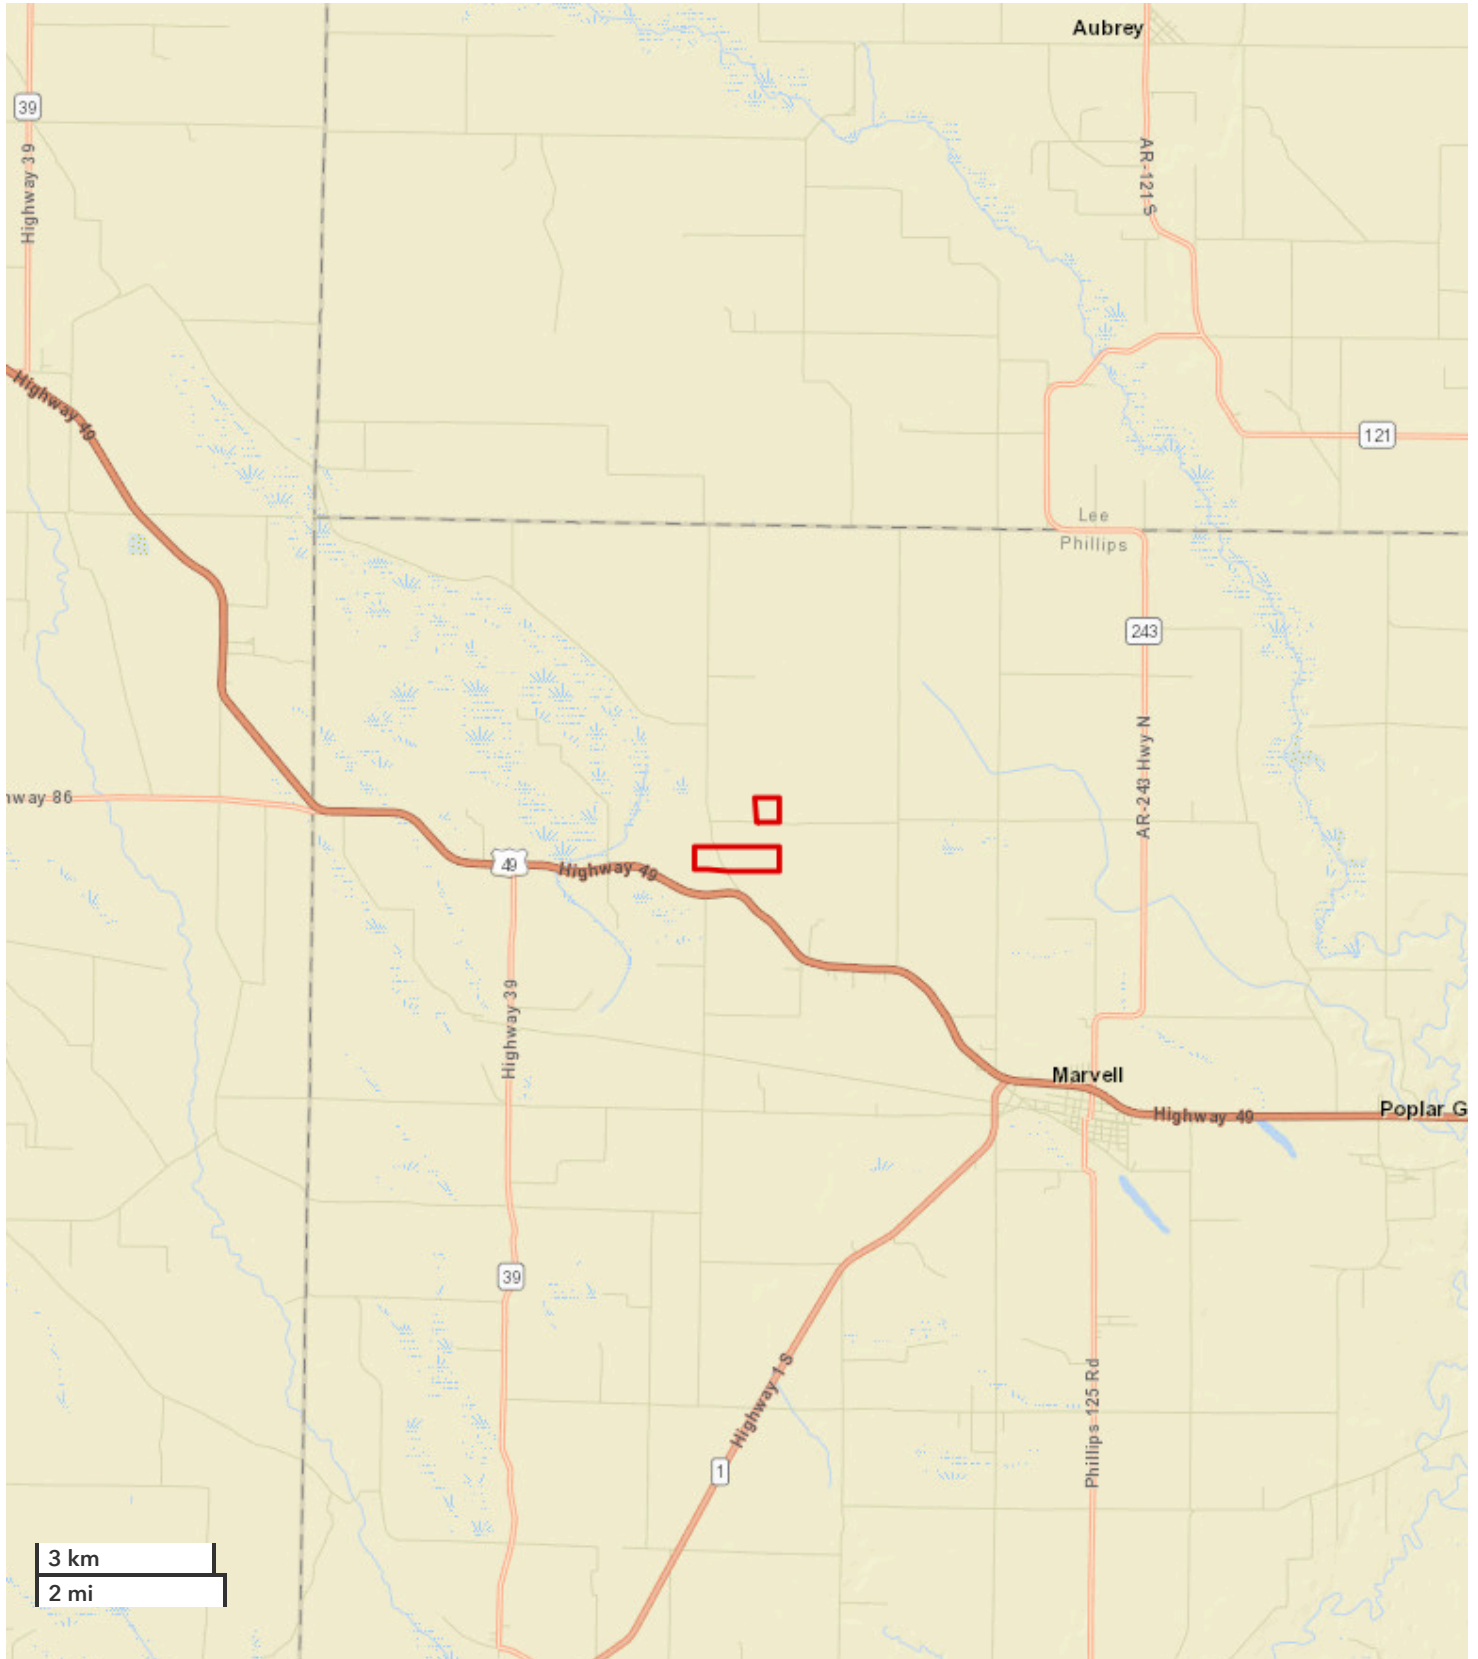 Aubrey
39
Highway 39
AR-121 S
Highway 49
121
Lee
Phillips
243
AR-243 Hwy N
nway 86
49
Highway 49
Highway 39
Marvell
Highway 49
Poplar G
39
Highway 1 S
1
Phillips 125 Rd
3 km
2 mi